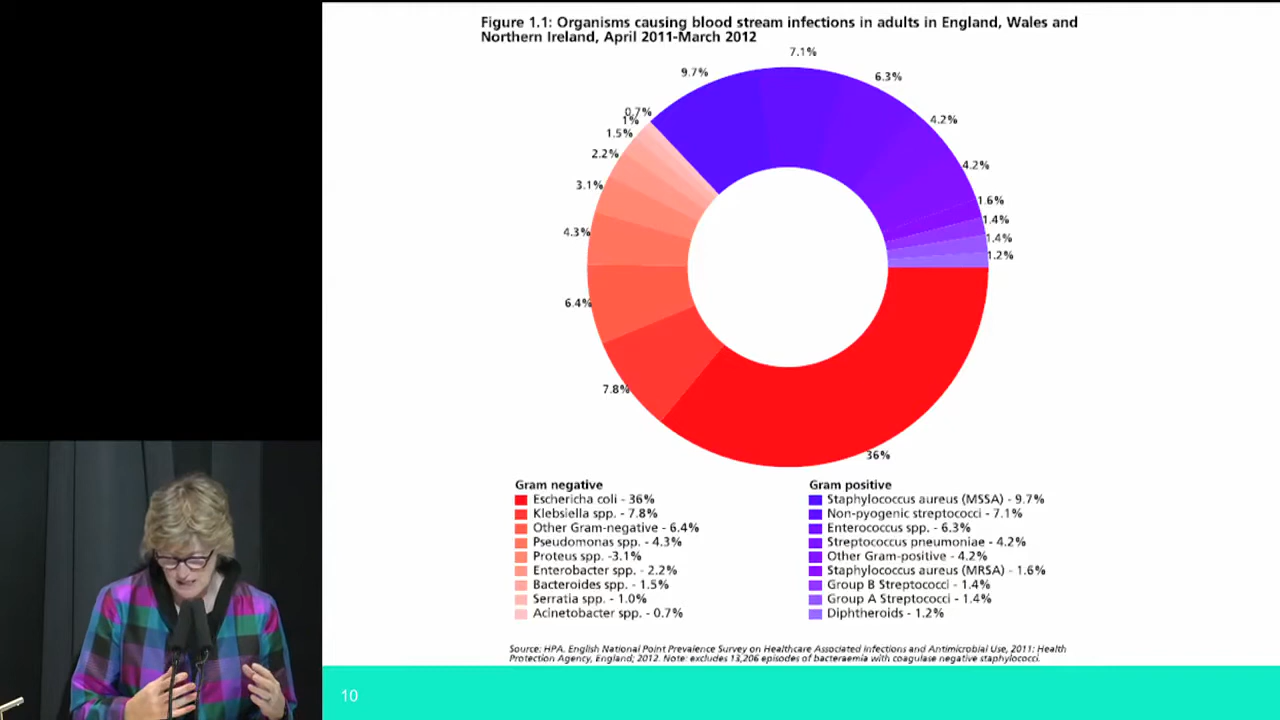 Figure 1.1: Organisms causing blood stream infections in adults in England, Wales and
Northern Ireland, April 2011-March 2012
7.1%
9.7%
6.3%
0.7%
1%
4.2%
1.5%
2.2%
4.2%
3.1%
1.6%
1.4%
4.3%
1.4%
1.2%
6.4%
7.8%
36%
Gram negative
Eschericha coli - 36%
Klebsiella spp. - 7.8%
Other Gram-negative - 6.4%
Pseudomonas spp. - 4.3%
Proteus spp. -3.1%
Enterobacter spp. - 2.2%
Bacteroides spp. - 1.5%
Serratia spp. - 1.0%
Acinetobacter spp. - 0.7%
Gram positive
Staphylococcus aureus (MSSA) - 9.7%
Non-pyogenic streptococci - 7.1%
Enterococcus spp. - 6.3%
Streptococcus pneumoniae - 4.2%
Other Gram-positive - 4.2%
Staphylococcus aureus (MRSA) - 1.6%
Group B Streptococci - 1.4%
Group A Streptococci - 1.4%
Diphtheroids - 1.2%
Source: HPA. English National Point Prevalence Survey on Healthcare Associated Infections and Antimicrobial Use, 2011: Health
Protection Agency, England; 2012. Note: excludes 13,206 episodes of bacteraemia with coagulase negative staphylococci.
10